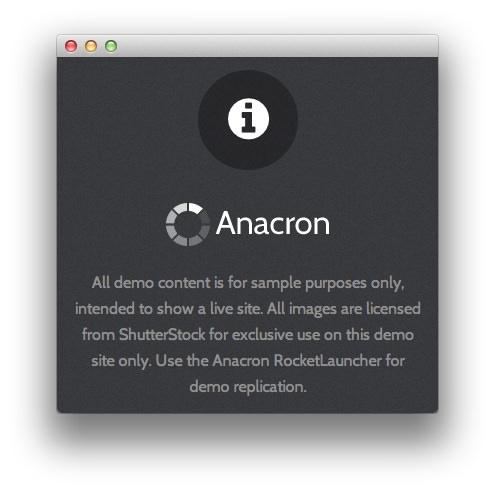 Anacron
All demo content is for sample purposes only,
intended to show a live site. All images are licensed
from ShutterStock for exclusive use on this demo
site only. Use the Anacron RocketLauncher for
demo replication.